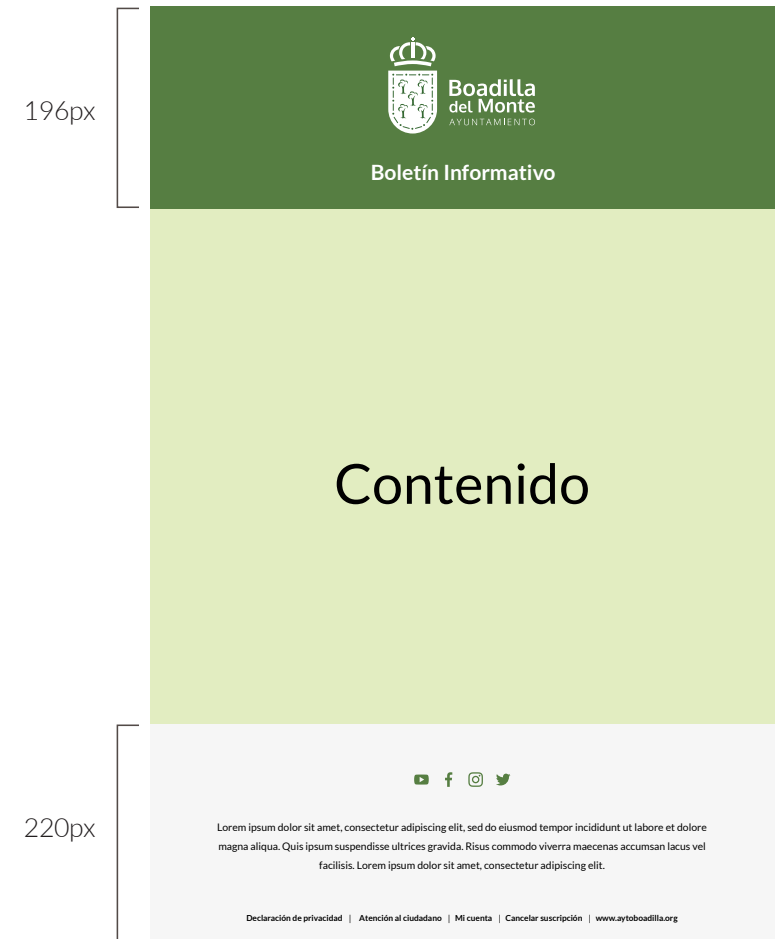 196px
Boadilla
del Monte
AYUNTAMIENTO
Boletín Informativo
Contenido
220px
Lorem ipsum dolor sit amet, consectetur adipiscing elit, sed do eiusmod tempor incididunt ut labore et dolore
magna aliqua. Quis ipsum suspendisse ultrices gravida. Risus commodo viverra maecenas accumsan lacus vel
facilisis. Lorem ipsum dolor sit amet, consectetur adipiscing elit.
Declaración de privacidad | Atención al ciudadano | Mi cuenta | Cancelar suscripción | www.aytoboadilla.org